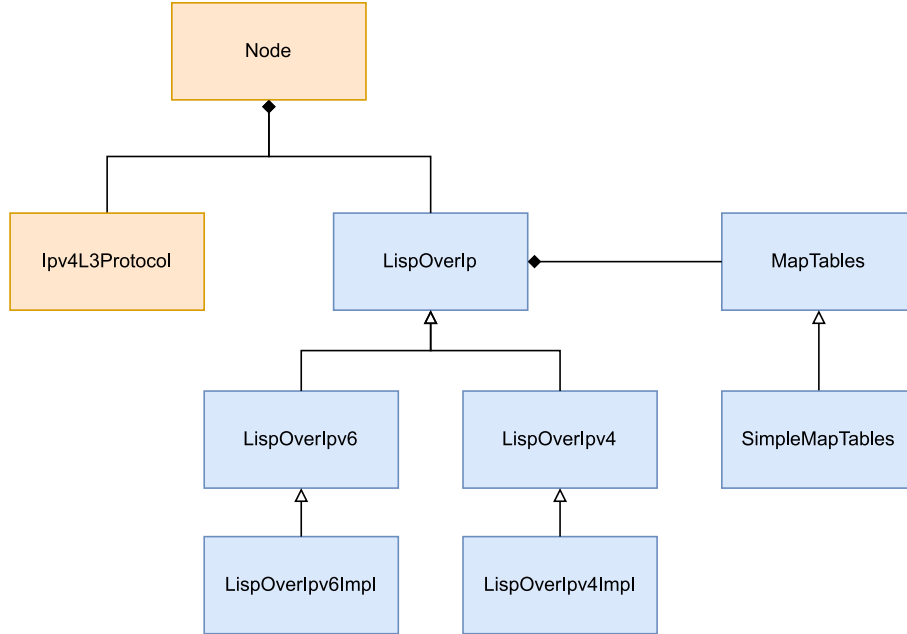 Node
Ipv4L3Protocol
LispOverIp
MapTables
LispOverIpv6
LispOverIpv4
SimpleMapTables
LispOverIpv6Impl
LispOverIpv4Impl